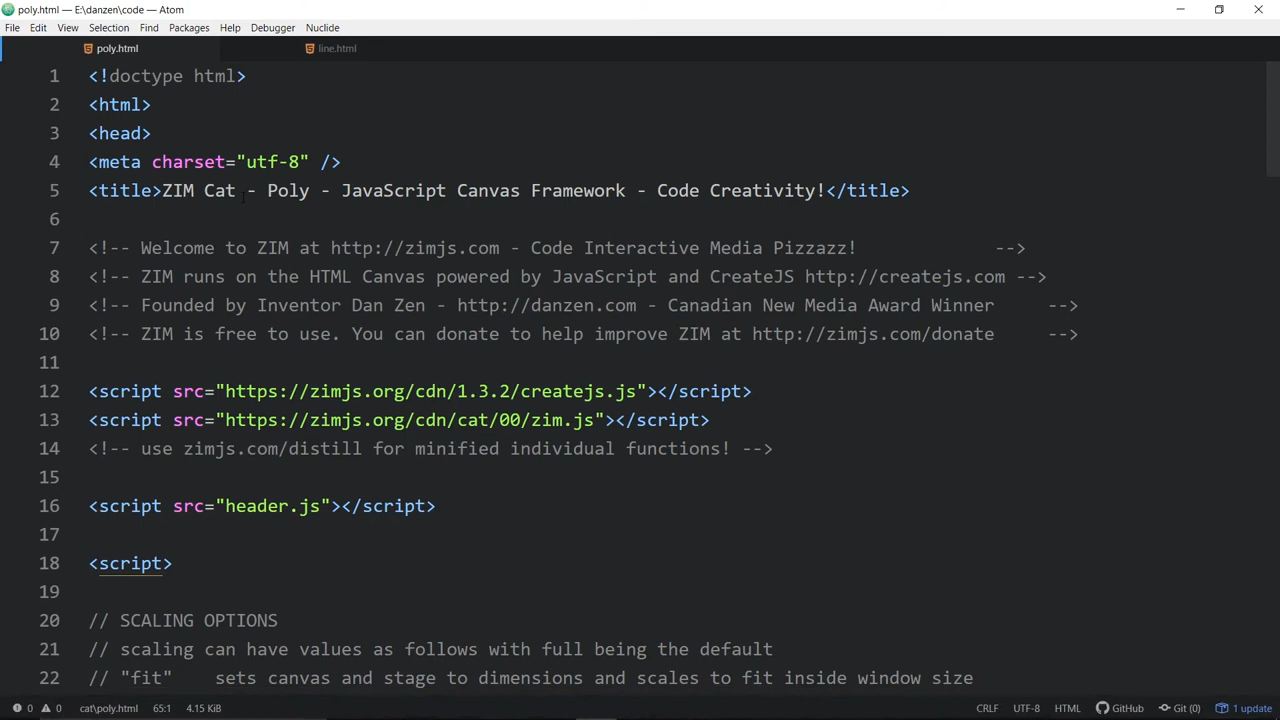 poly.html — E:\danzen\code — Atom
File Edit View Selection Find Packages Help Debugger Nuclide
poly.html line.html
1 <!doctype html>
2 <html>
3 <head>
4 <meta charset="utf-8" />
5 <title>ZIM Cat - Poly - JavaScript Canvas Framework - Code Creativity!</title>
6
7 <!-- Welcome to ZIM at http://zimjs.com - Code Interactive Media Pizzazz! -->
8 <!-- ZIM runs on the HTML Canvas powered by JavaScript and CreateJS http://createjs.com -->
9 <!-- Founded by Inventor Dan Zen - http://danzen.com - Canadian New Media Award Winner -->
10 <!-- ZIM is free to use. You can donate to help improve ZIM at http://zimjs.com/donate -->
11
12 <script src="https://zimjs.org/cdn/1.3.2/createjs.js"></script>
13 <script src="https://zimjs.org/cdn/cat/00/zim.js"></script>
14 <!-- use zimjs.com/distill for minified individual functions! -->
15
16 <script src="header.js"></script>
17
18 <script>
19
20 // SCALING OPTIONS
21 // scaling can have values as follows with full being the default
22 // "fit" sets canvas and stage to dimensions and scales to fit inside window size
0 0 cat\poly.html 65:1 4.15 KiB CRLF UTF-8 HTML GitHub Git (0) 1 update